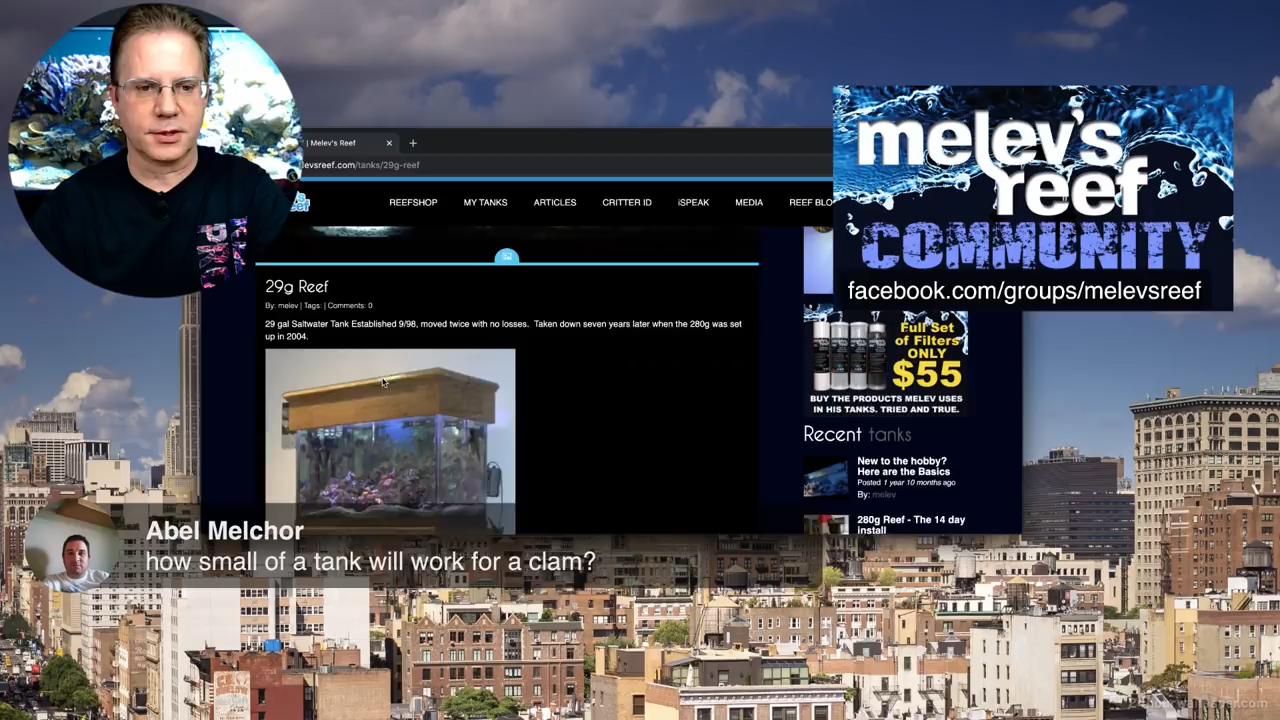 | Melev's Reef
levsreef.com/tanks/29g-reef
REEFSHOP MY TANKS ARTICLES CRITTER ID iSPEAK MEDIA REEF BLO
melev's
reef
COMMUNITY
facebook.com/groups/melevsreef
29g Reef
By: melev | Tags: | Comments: 0
29 gal Saltwater Tank Established 9/98, moved twice with no losses. Taken down seven years later when the 280g was set
up in 2004.
Full Set
of Filters
ONLY
$55
BUY THE PRODUCTS MELEV USES
IN HIS TANKS. TRIED AND TRUE.
Recent tanks
New to the hobby?
Here are the Basics
Posted 1 year 10 months ago
By: melev
280g Reef - The 14 day
install
Abel Melchor
how small of a tank will work for a clam?